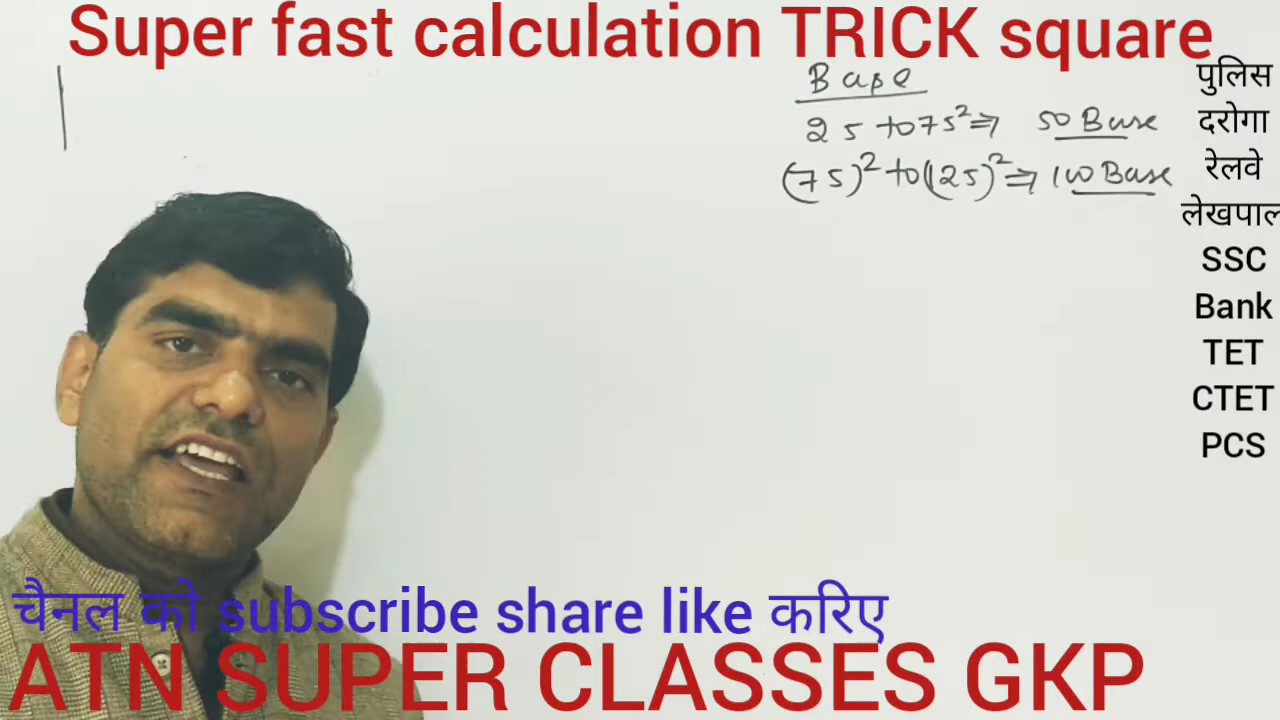 Super fast calculation TRICK square
Base
25 to 75² ⇒ 50 Base
(75)² to (125)² ⇒ 100 Base
पुलिस
दरोगा
रेलवे
लेखपाल
SSC
Bank
TET
CTET
PCS
चैनल को subscribe share like करिए
ATN SUPER CLASSES GKP